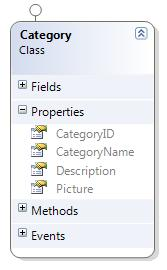 Category
Class
Fields
Properties
CategoryID
CategoryName
Description
Picture
Methods
Events